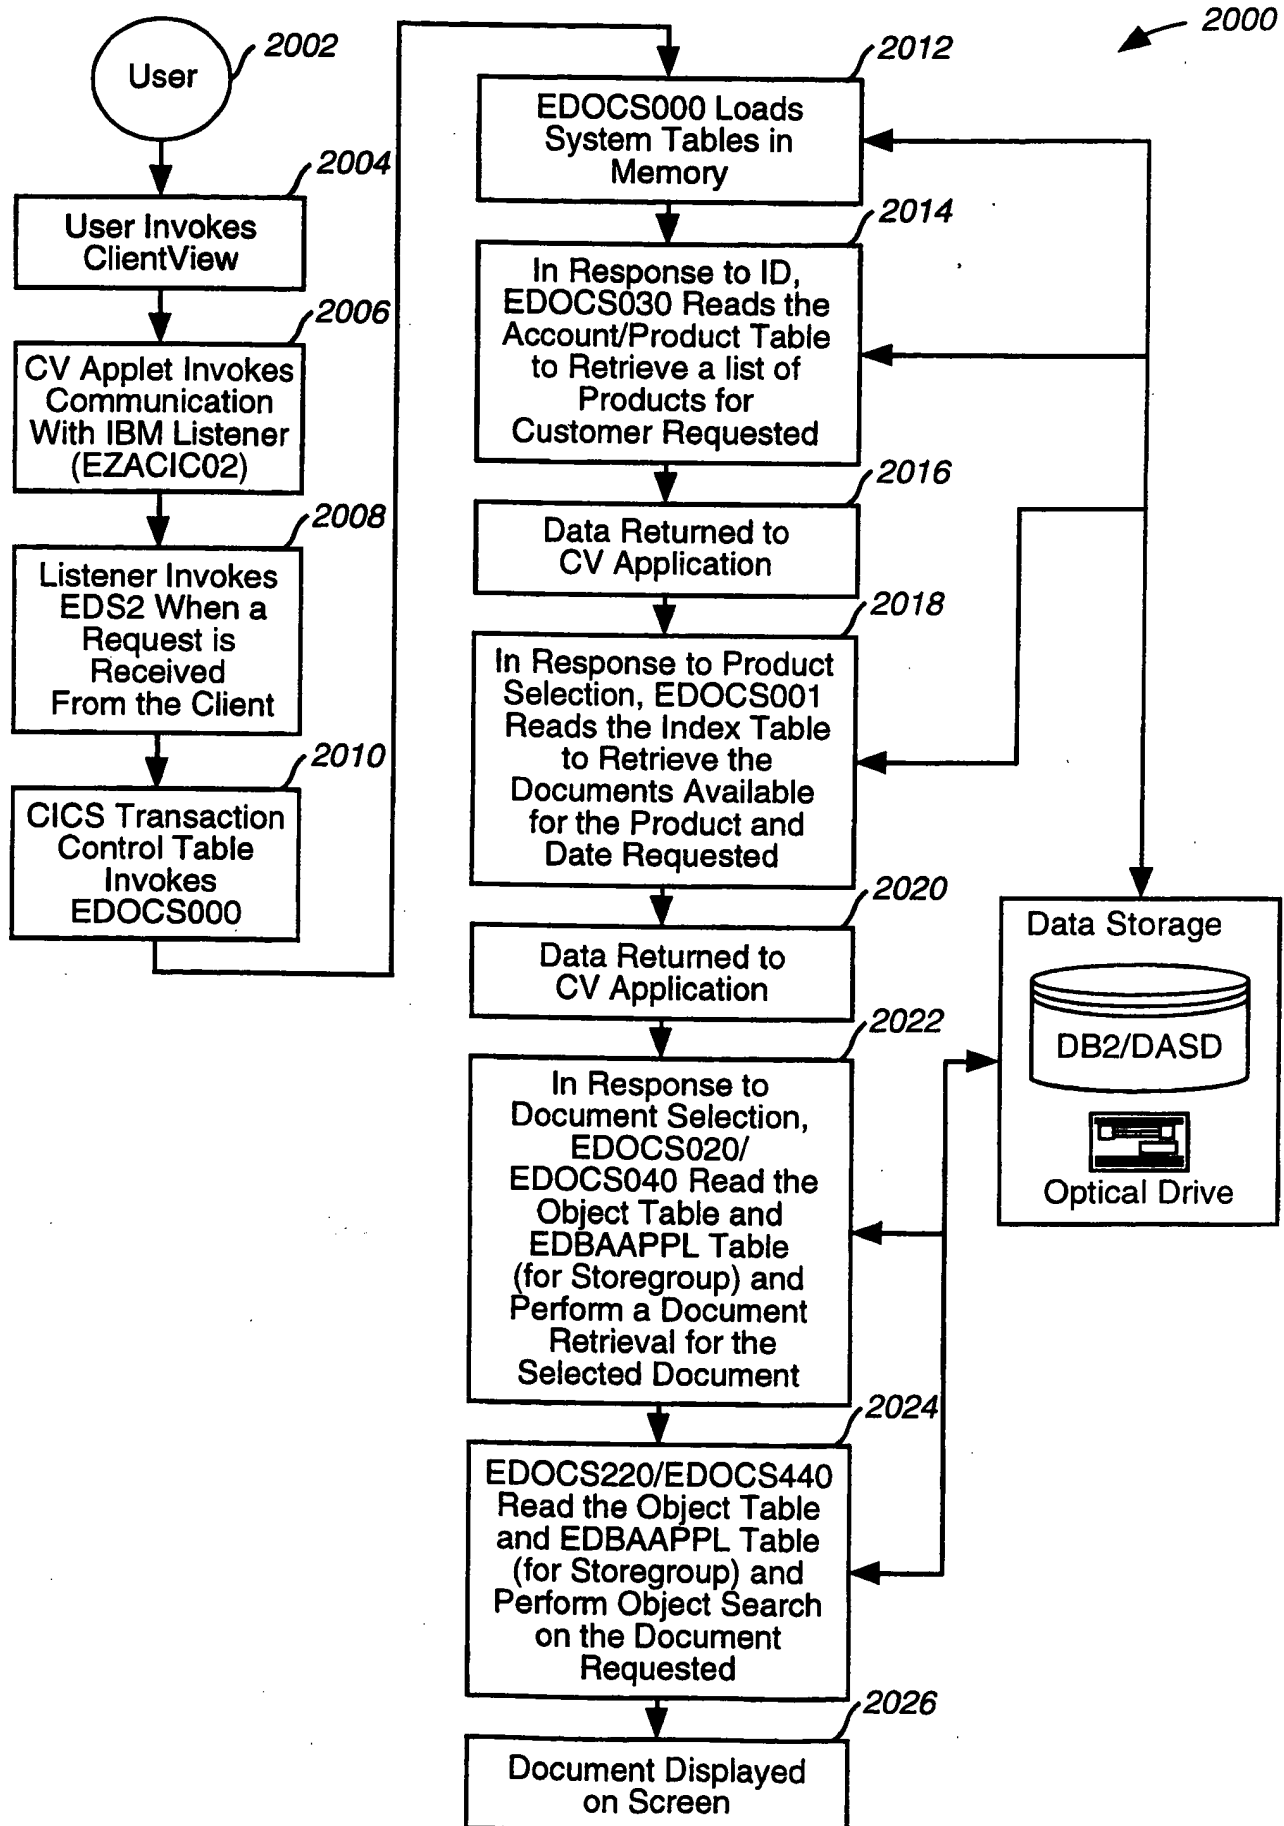 2000
User
2002
2004
User Invokes
ClientView
2006
CV Applet Invokes
Communication
With IBM Listener
(EZACIC02)
2008
Listener Invokes
EDS2 When a
Request is
Received
From the Client
2010
CICS Transaction
Control Table
Invokes
EDOCS000
2012
EDOCS000 Loads
System Tables in
Memory
2014
In Response to ID,
EDOCS030 Reads the
Account/Product Table
to Retrieve a list of
Products for
Customer Requested
2016
Data Returned to
CV Application
2018
In Response to Product
Selection, EDOCS001
Reads the Index Table
to Retrieve the
Documents Available
for the Product and
Date Requested
2020
Data Returned to
CV Application
2022
In Response to
Document Selection,
EDOCS020/
EDOCS040 Read the
Object Table and
EDBAAPPL Table
(for Storegroup) and
Perform a Document
Retrieval for the
Selected Document
2024
EDOCS220/EDOCS440
Read the Object Table
and EDBAAPPL Table
(for Storegroup) and
Perform Object Search
on the Document
Requested
2026
Document Displayed
on Screen
Data Storage
DB2/DASD
Optical Drive